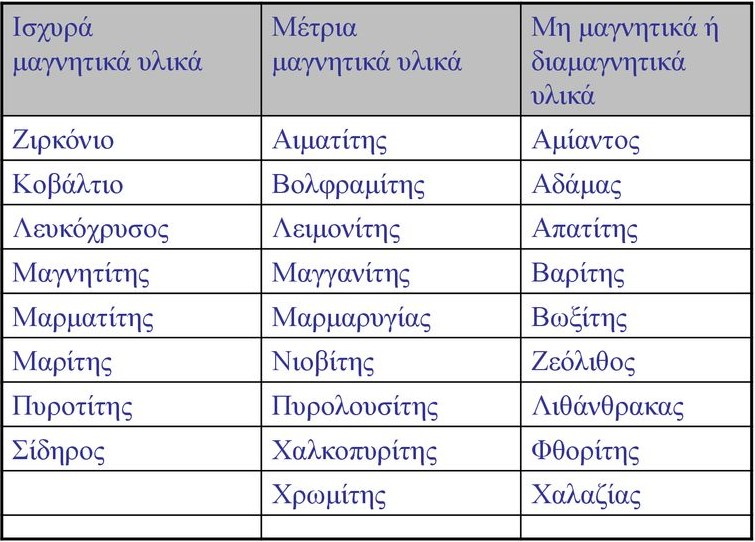 Ισχυρά
μαγνητικά υλικά
Μέτρια
μαγνητικά υλικά
Μη μαγνητικά ή
διαμαγνητικά
υλικά
Ζιρκόνιο Αιματίτης Αμίαντος
Κοβάλτιο Βολφραμίτης Αδάμας
Λευκόχρυσος Λειμονίτης Απατίτης
Μαγνητίτης Μαγγανίτης Βαρίτης
Μαρματίτης Μαρμαρυγίας Βωξίτης
Μαρίτης Νιοβίτης Ζεόλιθος
Πυροτίτης Πυρολουσίτης Λιθάνθρακας
Σίδηρος Χαλκοπυρίτης Φθορίτης
Χρωμίτης Χαλαζίας